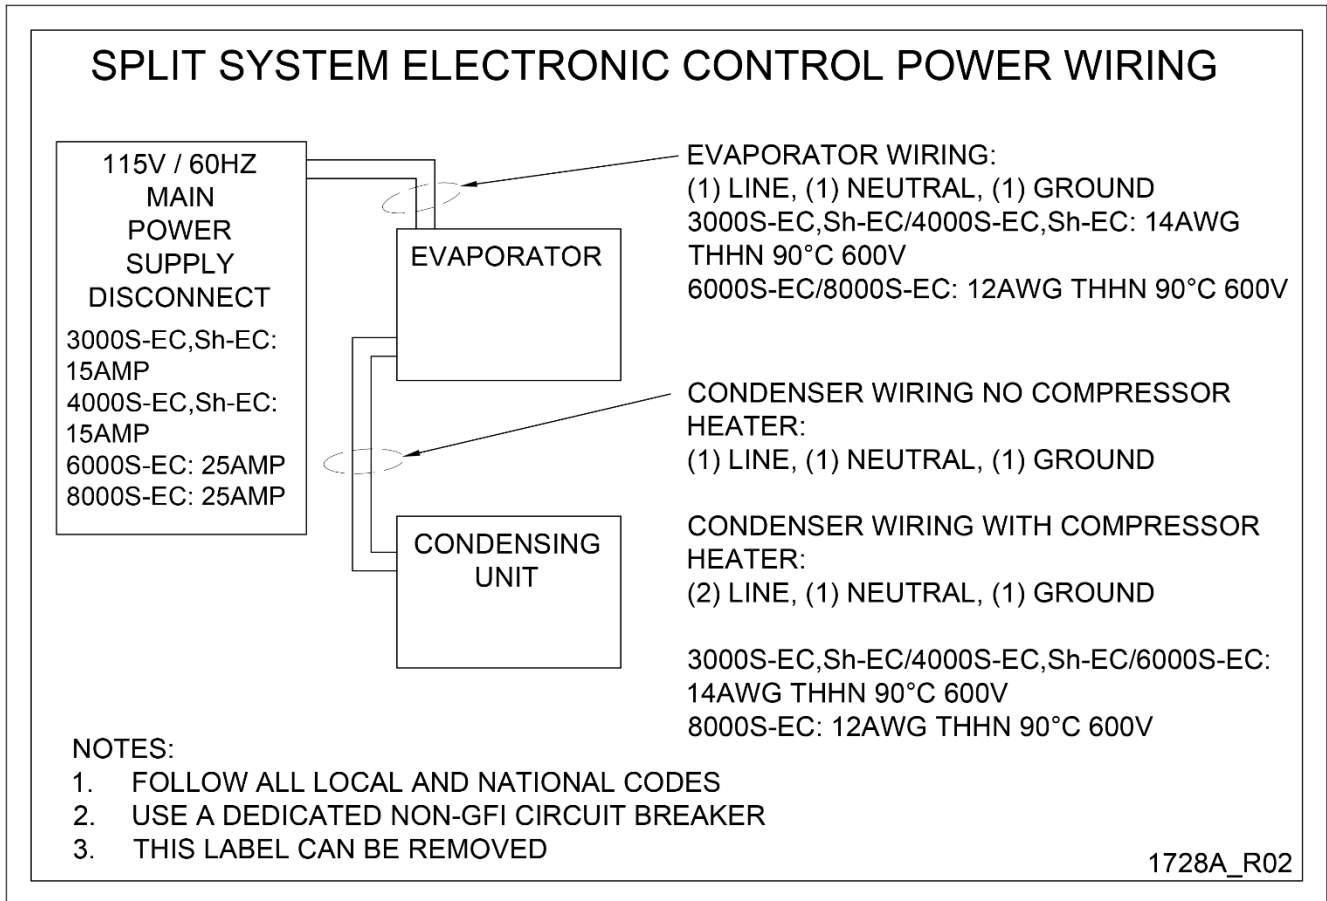 SPLIT SYSTEM ELECTRONIC CONTROL POWER WIRING
115V / 60HZ
MAIN
POWER
SUPPLY
DISCONNECT
3000S-EC,Sh-EC:
15AMP
4000S-EC,Sh-EC:
15AMP
6000S-EC: 25AMP
8000S-EC: 25AMP
EVAPORATOR
CONDENSING
UNIT
EVAPORATOR WIRING:
(1) LINE, (1) NEUTRAL, (1) GROUND
3000S-EC,Sh-EC/4000S-EC,Sh-EC: 14AWG
THHN 90°C 600V
6000S-EC/8000S-EC: 12AWG THHN 90°C 600V
CONDENSER WIRING NO COMPRESSOR
HEATER:
(1) LINE, (1) NEUTRAL, (1) GROUND
CONDENSER WIRING WITH COMPRESSOR
HEATER:
(2) LINE, (1) NEUTRAL, (1) GROUND
3000S-EC,Sh-EC/4000S-EC,Sh-EC/6000S-EC:
14AWG THHN 90°C 600V
8000S-EC: 12AWG THHN 90°C 600V
NOTES:
1. FOLLOW ALL LOCAL AND NATIONAL CODES
2. USE A DEDICATED NON-GFI CIRCUIT BREAKER
3. THIS LABEL CAN BE REMOVED
1728A_R02